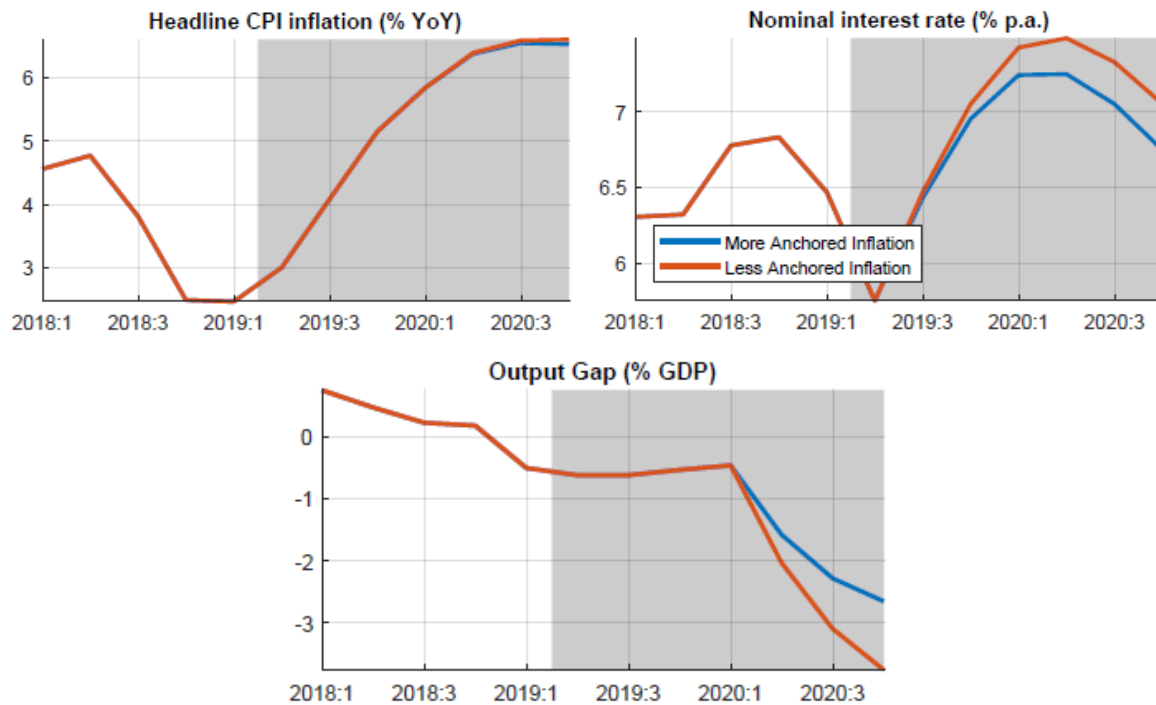 Headline CPI inflation (% YoY)
6
5
4
3
2018:1 2018:3 2019:1 2019:3 2020:1 2020:3
Nominal interest rate (% p.a.)
7
6.5
6
More Anchored Inflation
Less Anchored Inflation
2018:1 2018:3 2019:1 2019:3 2020:1 2020:3
Output Gap (% GDP)
0
-1
-2
-3
2018:1 2018:3 2019:1 2019:3 2020:1 2020:3